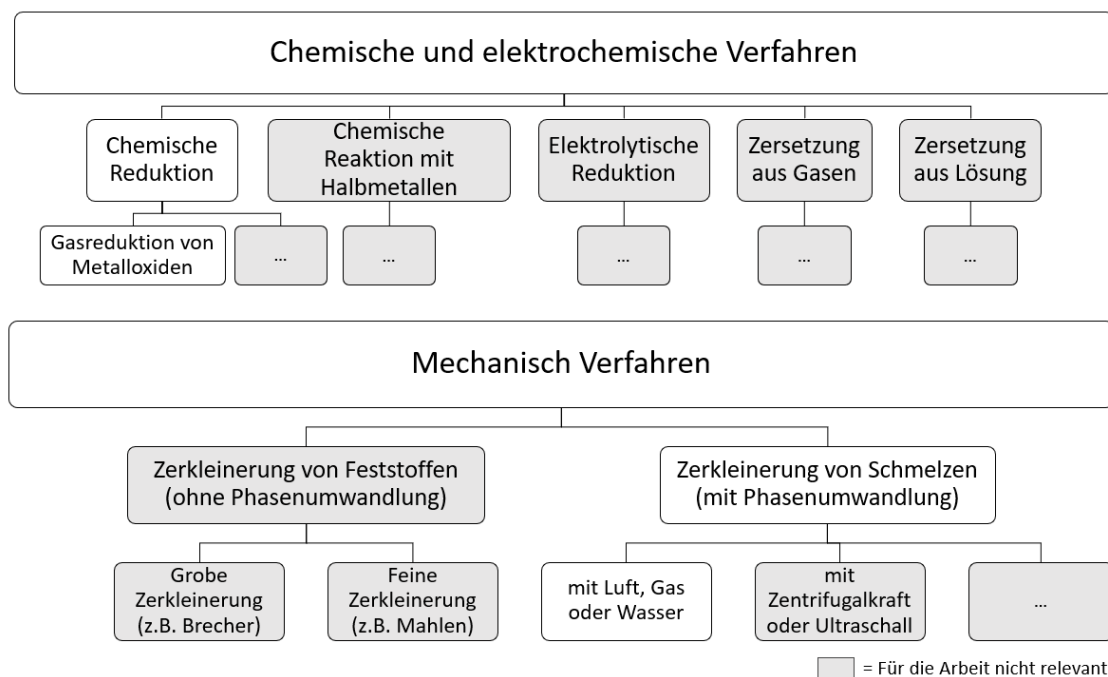 Chemische und elektrochemische Verfahren
Chemische
Reduktion
Chemische
Reaktion mit
Halbmetallen
Elektrolytische
Reduktion
Zersetzung
aus Gasen
Zersetzung
aus Lösung
Gasreduktion von
Metalloxiden
...
...
...
...
...
Mechanisch Verfahren
Zerkleinerung von Feststoffen
(ohne Phasenumwandlung)
Zerkleinerung von Schmelzen
(mit Phasenumwandlung)
Grobe
Zerkleinerung
(z.B. Brecher)
Feine
Zerkleinerung
(z.B. Mahlen)
mit Luft, Gas
oder Wasser
mit
Zentrifugalkraft
oder Ultraschall
...
= Für die Arbeit nicht relevant